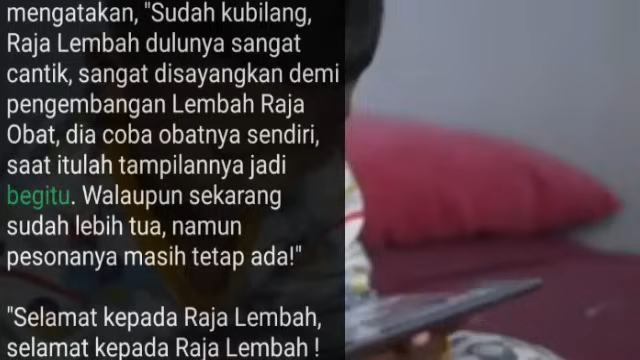 mengatakan, "Sudah kubilang,
Raja Lembah dulunya sangat
cantik, sangat disayangkan demi
pengembangan Lembah Raja
Obat, dia coba obatnya sendiri,
saat itulah tampilannya jadi
begitu. Walaupun sekarang
sudah lebih tua, namun
pesonanya masih tetap ada!"
"Selamat kepada Raja Lembah,
selamat kepada Raja Lembah !